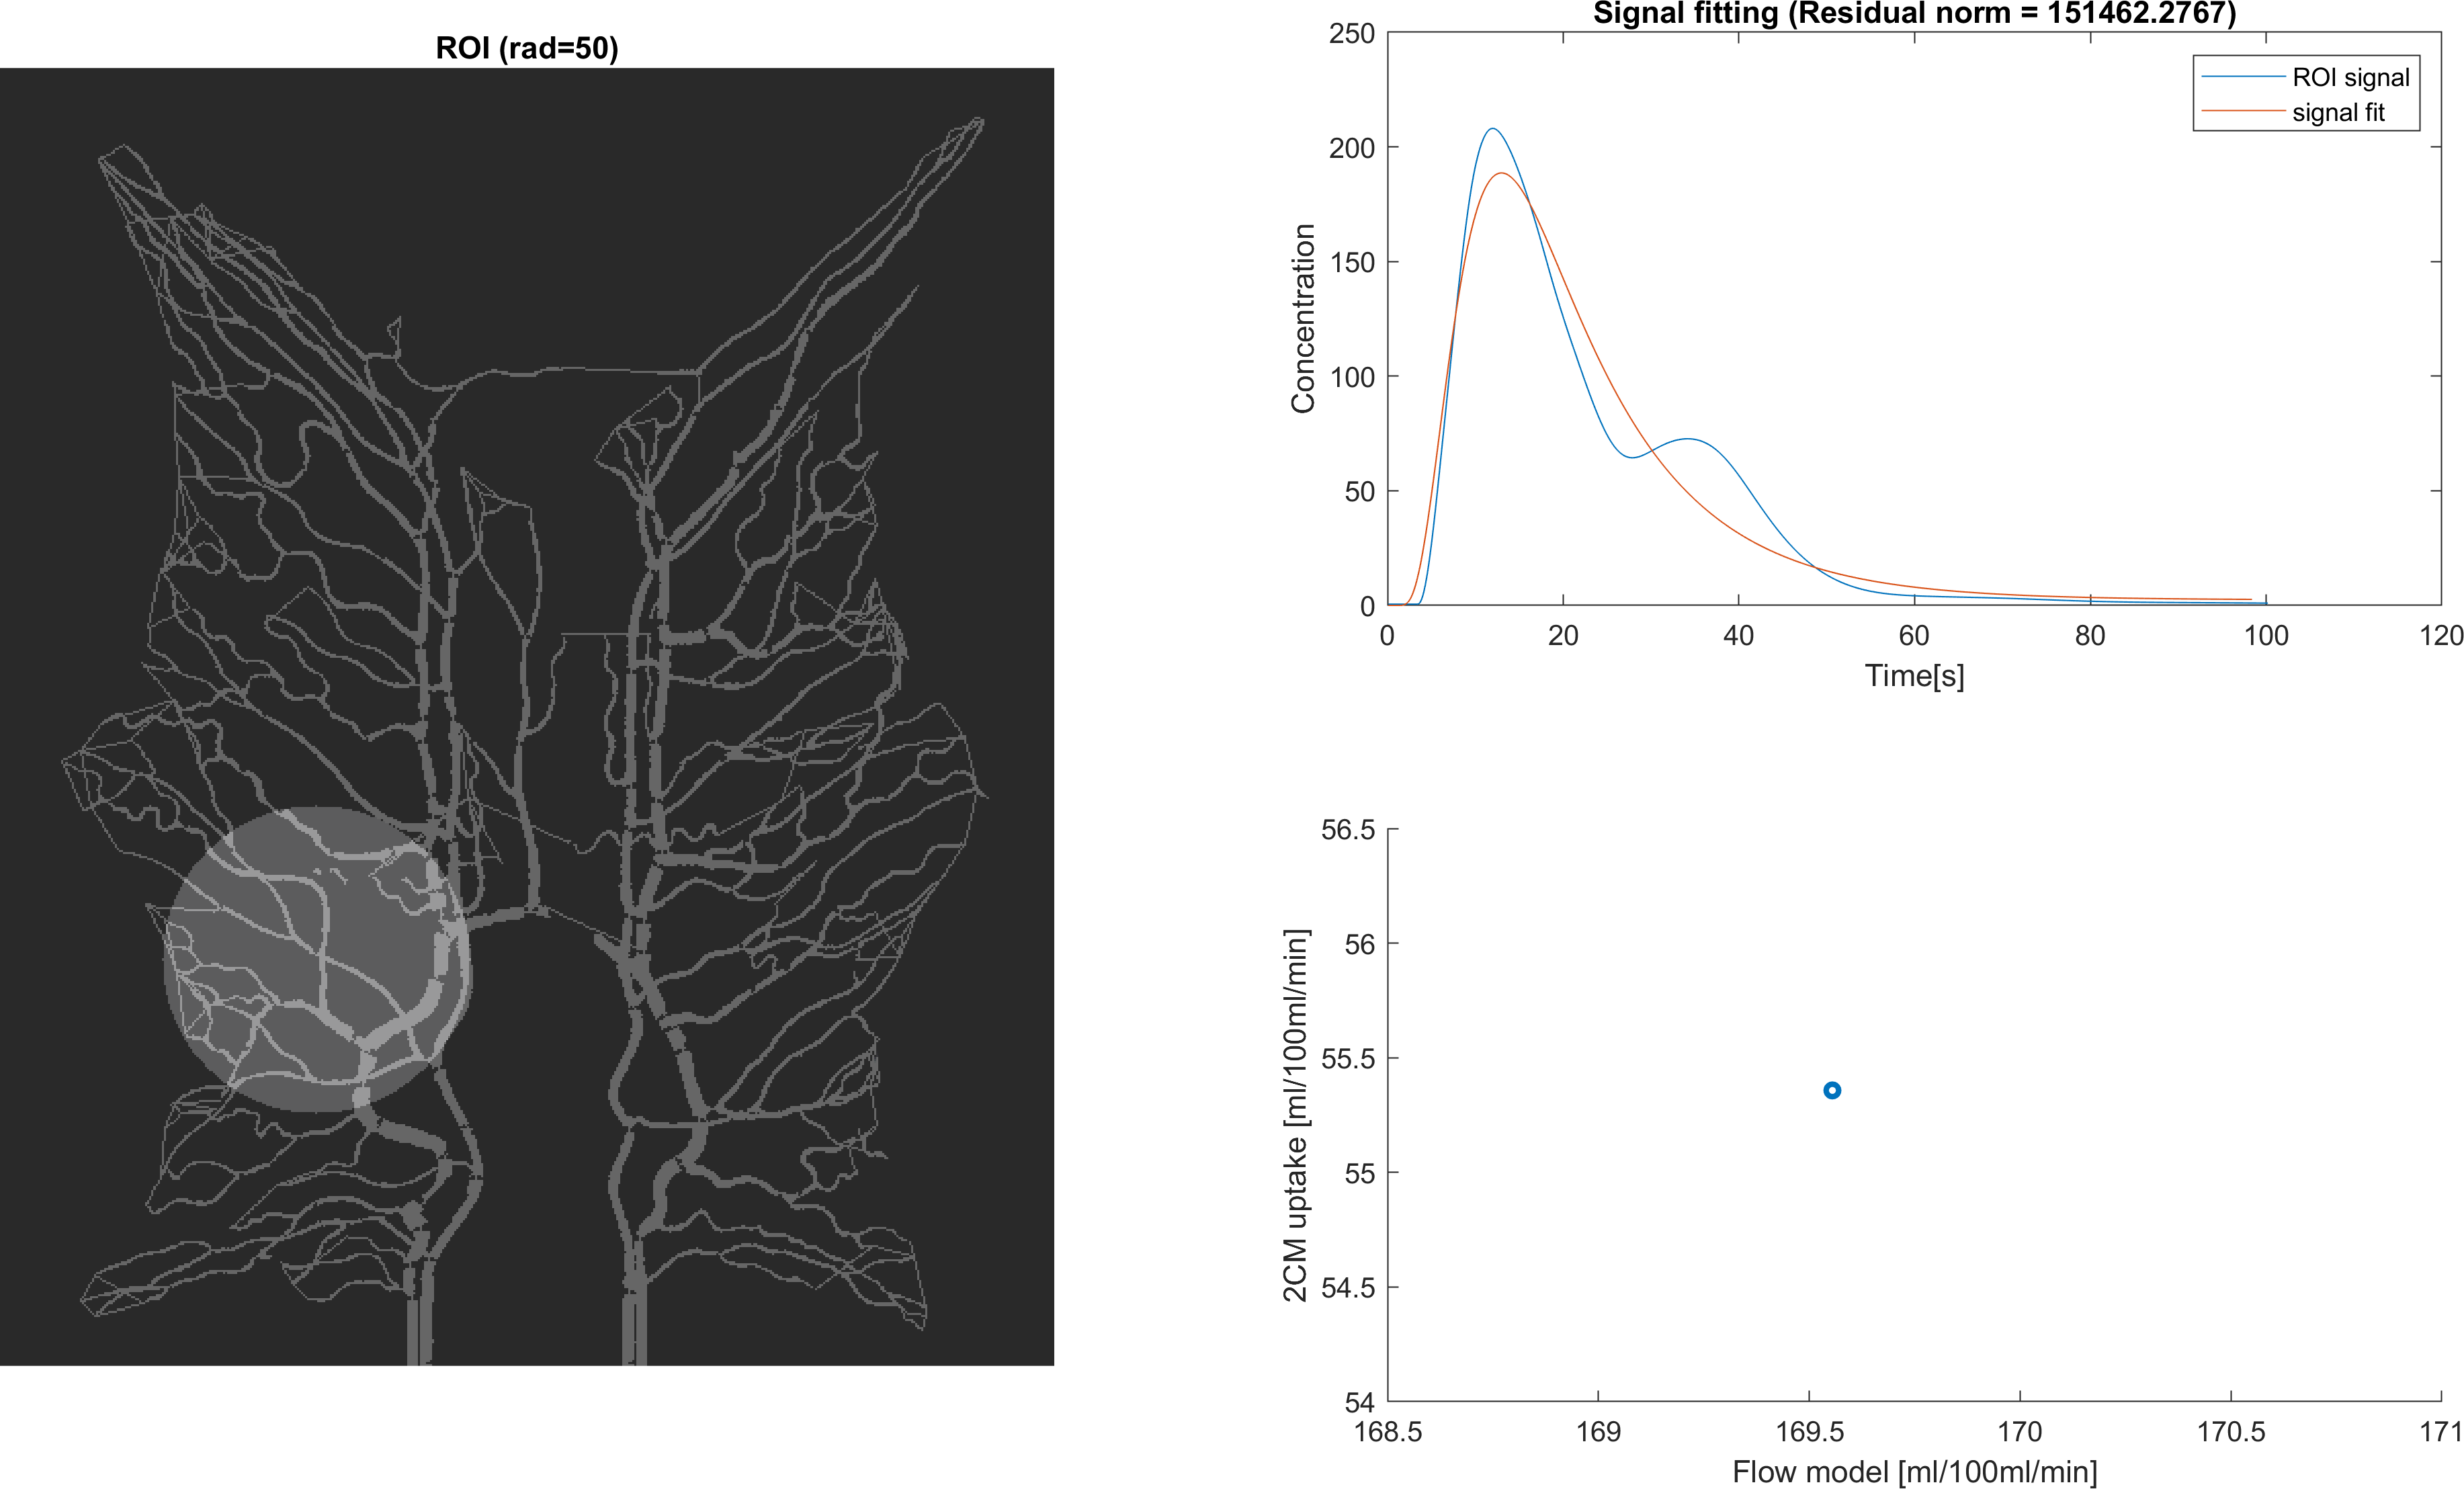 ROI (rad=50)
Signal fitting (Residual norm = 151462.2767)
250
200
150
100
50
0
Concentration
ROI signal
signal fit
0 20 40 60 80 100 120
Time[s]
56.5
56
55.5
55
54.5
54
2CM uptake [ml/100ml/min]
168.5 169 169.5 170 170.5 171
Flow model [ml/100ml/min]